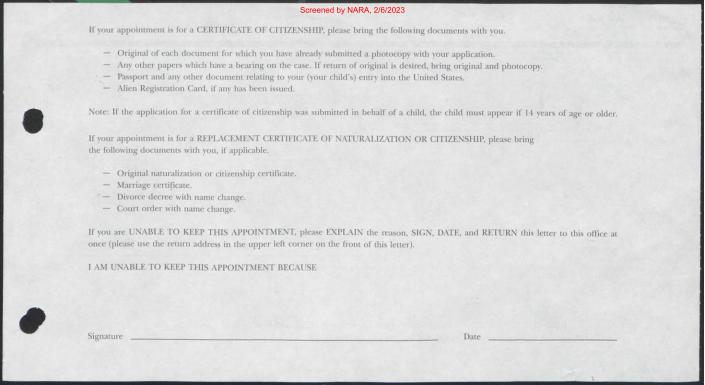 Screened by NARA, 2/6/2023
If your appointment is for a CERTIFICATE OF CITIZENSHIP, please bring the following documents with you.
— Original of each document for which you have already submitted a photocopy with your application.
— Any other papers which have a bearing on the case. If return of original is desired, bring original and photocopy.
— Passport and any other document relating to your (your child's) entry into the United States.
— Alien Registration Card, if any has been issued.
Note: If the application for a certificate of citizenship was submitted in behalf of a child, the child must appear if 14 years of age or older.
If your appointment is for a REPLACEMENT CERTIFICATE OF NATURALIZATION OR CITIZENSHIP, please bring
the following documents with you, if applicable.
— Original naturalization or citizenship certificate.
— Marriage certificate.
— Divorce decree with name change.
— Court order with name change.
If you are UNABLE TO KEEP THIS APPOINTMENT, please EXPLAIN the reason, SIGN, DATE, and RETURN this letter to this office at
once (please use the return address in the upper left corner on the front of this letter).
I AM UNABLE TO KEEP THIS APPOINTMENT BECAUSE
Signature Date